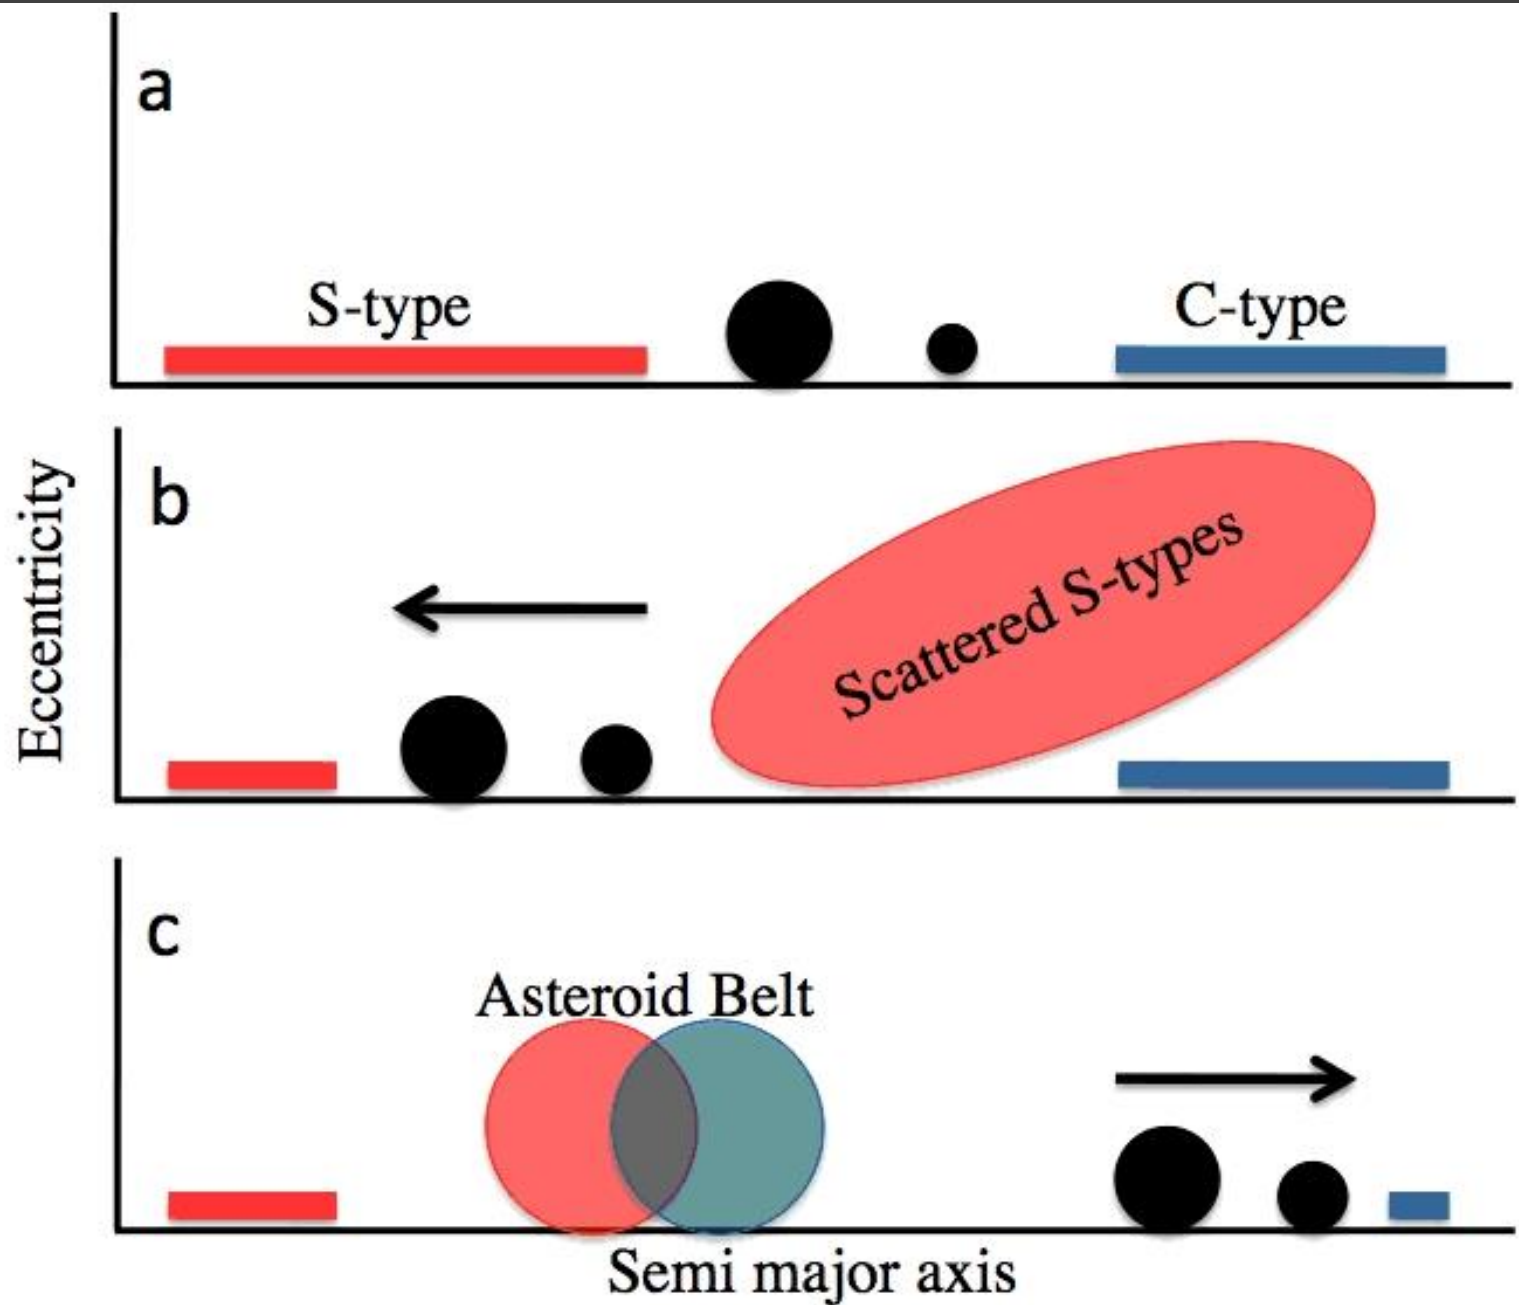 a
S-type
C-type
Eccentricity
b
Scattered S-types
c
Asteroid Belt
Semi major axis